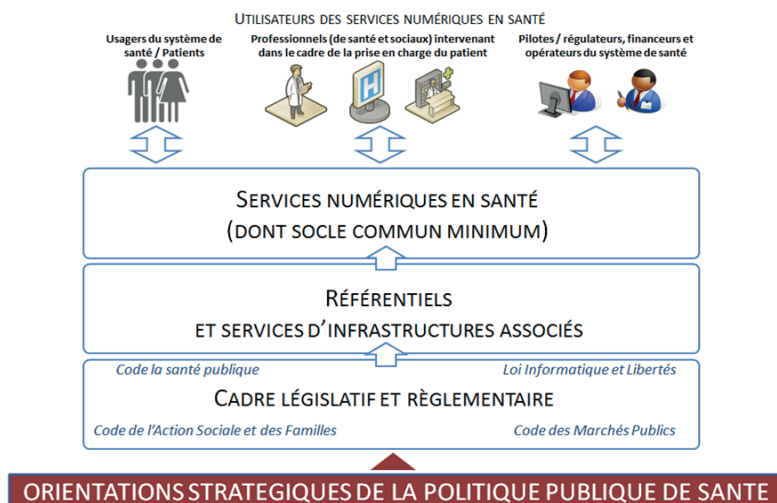 UTILISATEURS DES SERVICES NUMÉRIQUES EN SANTÉ
Usagers du système de
santé / Patients
Professionnels (de santé et sociaux) intervenant
dans le cadre de la prise en charge du patient
Pilotes / régulateurs, financeurs et
opérateurs du système de santé
H
SERVICES NUMÉRIQUES EN SANTÉ
(DONT SOCLE COMMUN MINIMUM)
RÉFÉRENTIELS
ET SERVICES D'INFRASTRUCTURES ASSOCIÉS
Code la santé publique
Loi Informatique et Libertés
CADRE LÉGISLATIF ET RÈGLEMENTAIRE
Code de l'Action Sociale et des Familles
Code des Marchés Publics
ORIENTATIONS STRATEGIQUES DE LA POLITIQUE PUBLIQUE DE SANTE